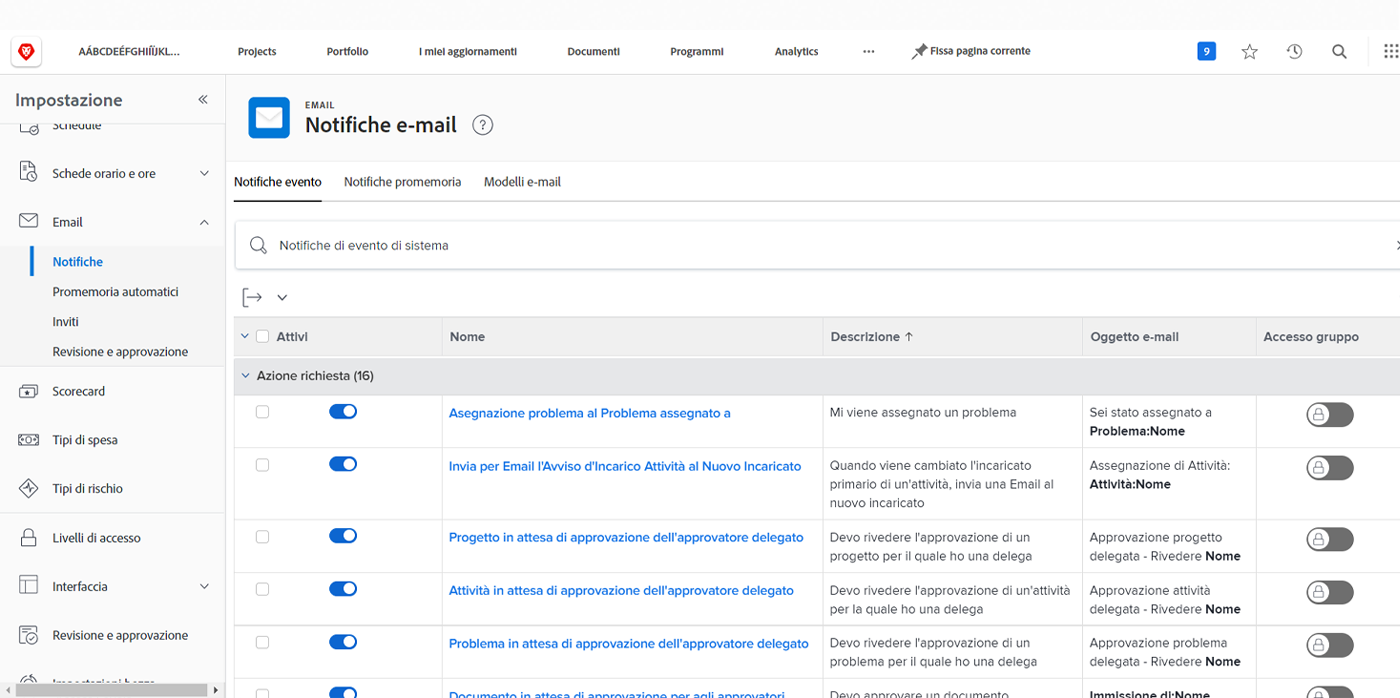 AÁBCDEÉFGHIÍÏJKL...
Projects
Portfolio
I miei aggiornamenti
Documenti
Programmi
Analytics
Fissa pagina corrente
9
Impostazione
Schedule
Schede orario e ore
Email
Notifiche
Promemoria automatici
Inviti
Revisione e approvazione
Scorecard
Tipi di spesa
Tipi di rischio
Livelli di accesso
Interfaccia
Revisione e approvazione
EMAIL
Notifiche e-mail
?
Notifiche evento
Notifiche promemoria
Modelli e-mail
Notifiche di evento di sistema
Attivi
Nome
Descrizione ↑
Oggetto e-mail
Accesso gruppo
Azione richiesta (16)
Asegnazione problema al Problema assegnato a
Mi viene assegnato un problema
Sei stato assegnato a
Problema:Nome
Invia per Email l'Avviso d'Incarico Attività al Nuovo Incaricato
Quando viene cambiato l'incaricato
primario di un'attività, invia una Email al
nuovo incaricato
Assegnazione di Attività:
Attività:Nome
Progetto in attesa di approvazione dell'approvatore delegato
Devo rivedere l'approvazione di un
progetto per il quale ho una delega
Approvazione progetto
delegata - Rivedere Nome
Attività in attesa di approvazione dell'approvatore delegato
Devo rivedere l'approvazione di un'attività
per la quale ho una delega
Approvazione attività
delegata - Rivedere Nome
Problema in attesa di approvazione dell'approvatore delegato
Devo rivedere l'approvazione di un
problema per il quale ho una delega
Approvazione problema
delegata - Rivedere Nome
Documento in attesa di approvazione per agli approvatori
Devo approvare un documento
Immissione di:Nome